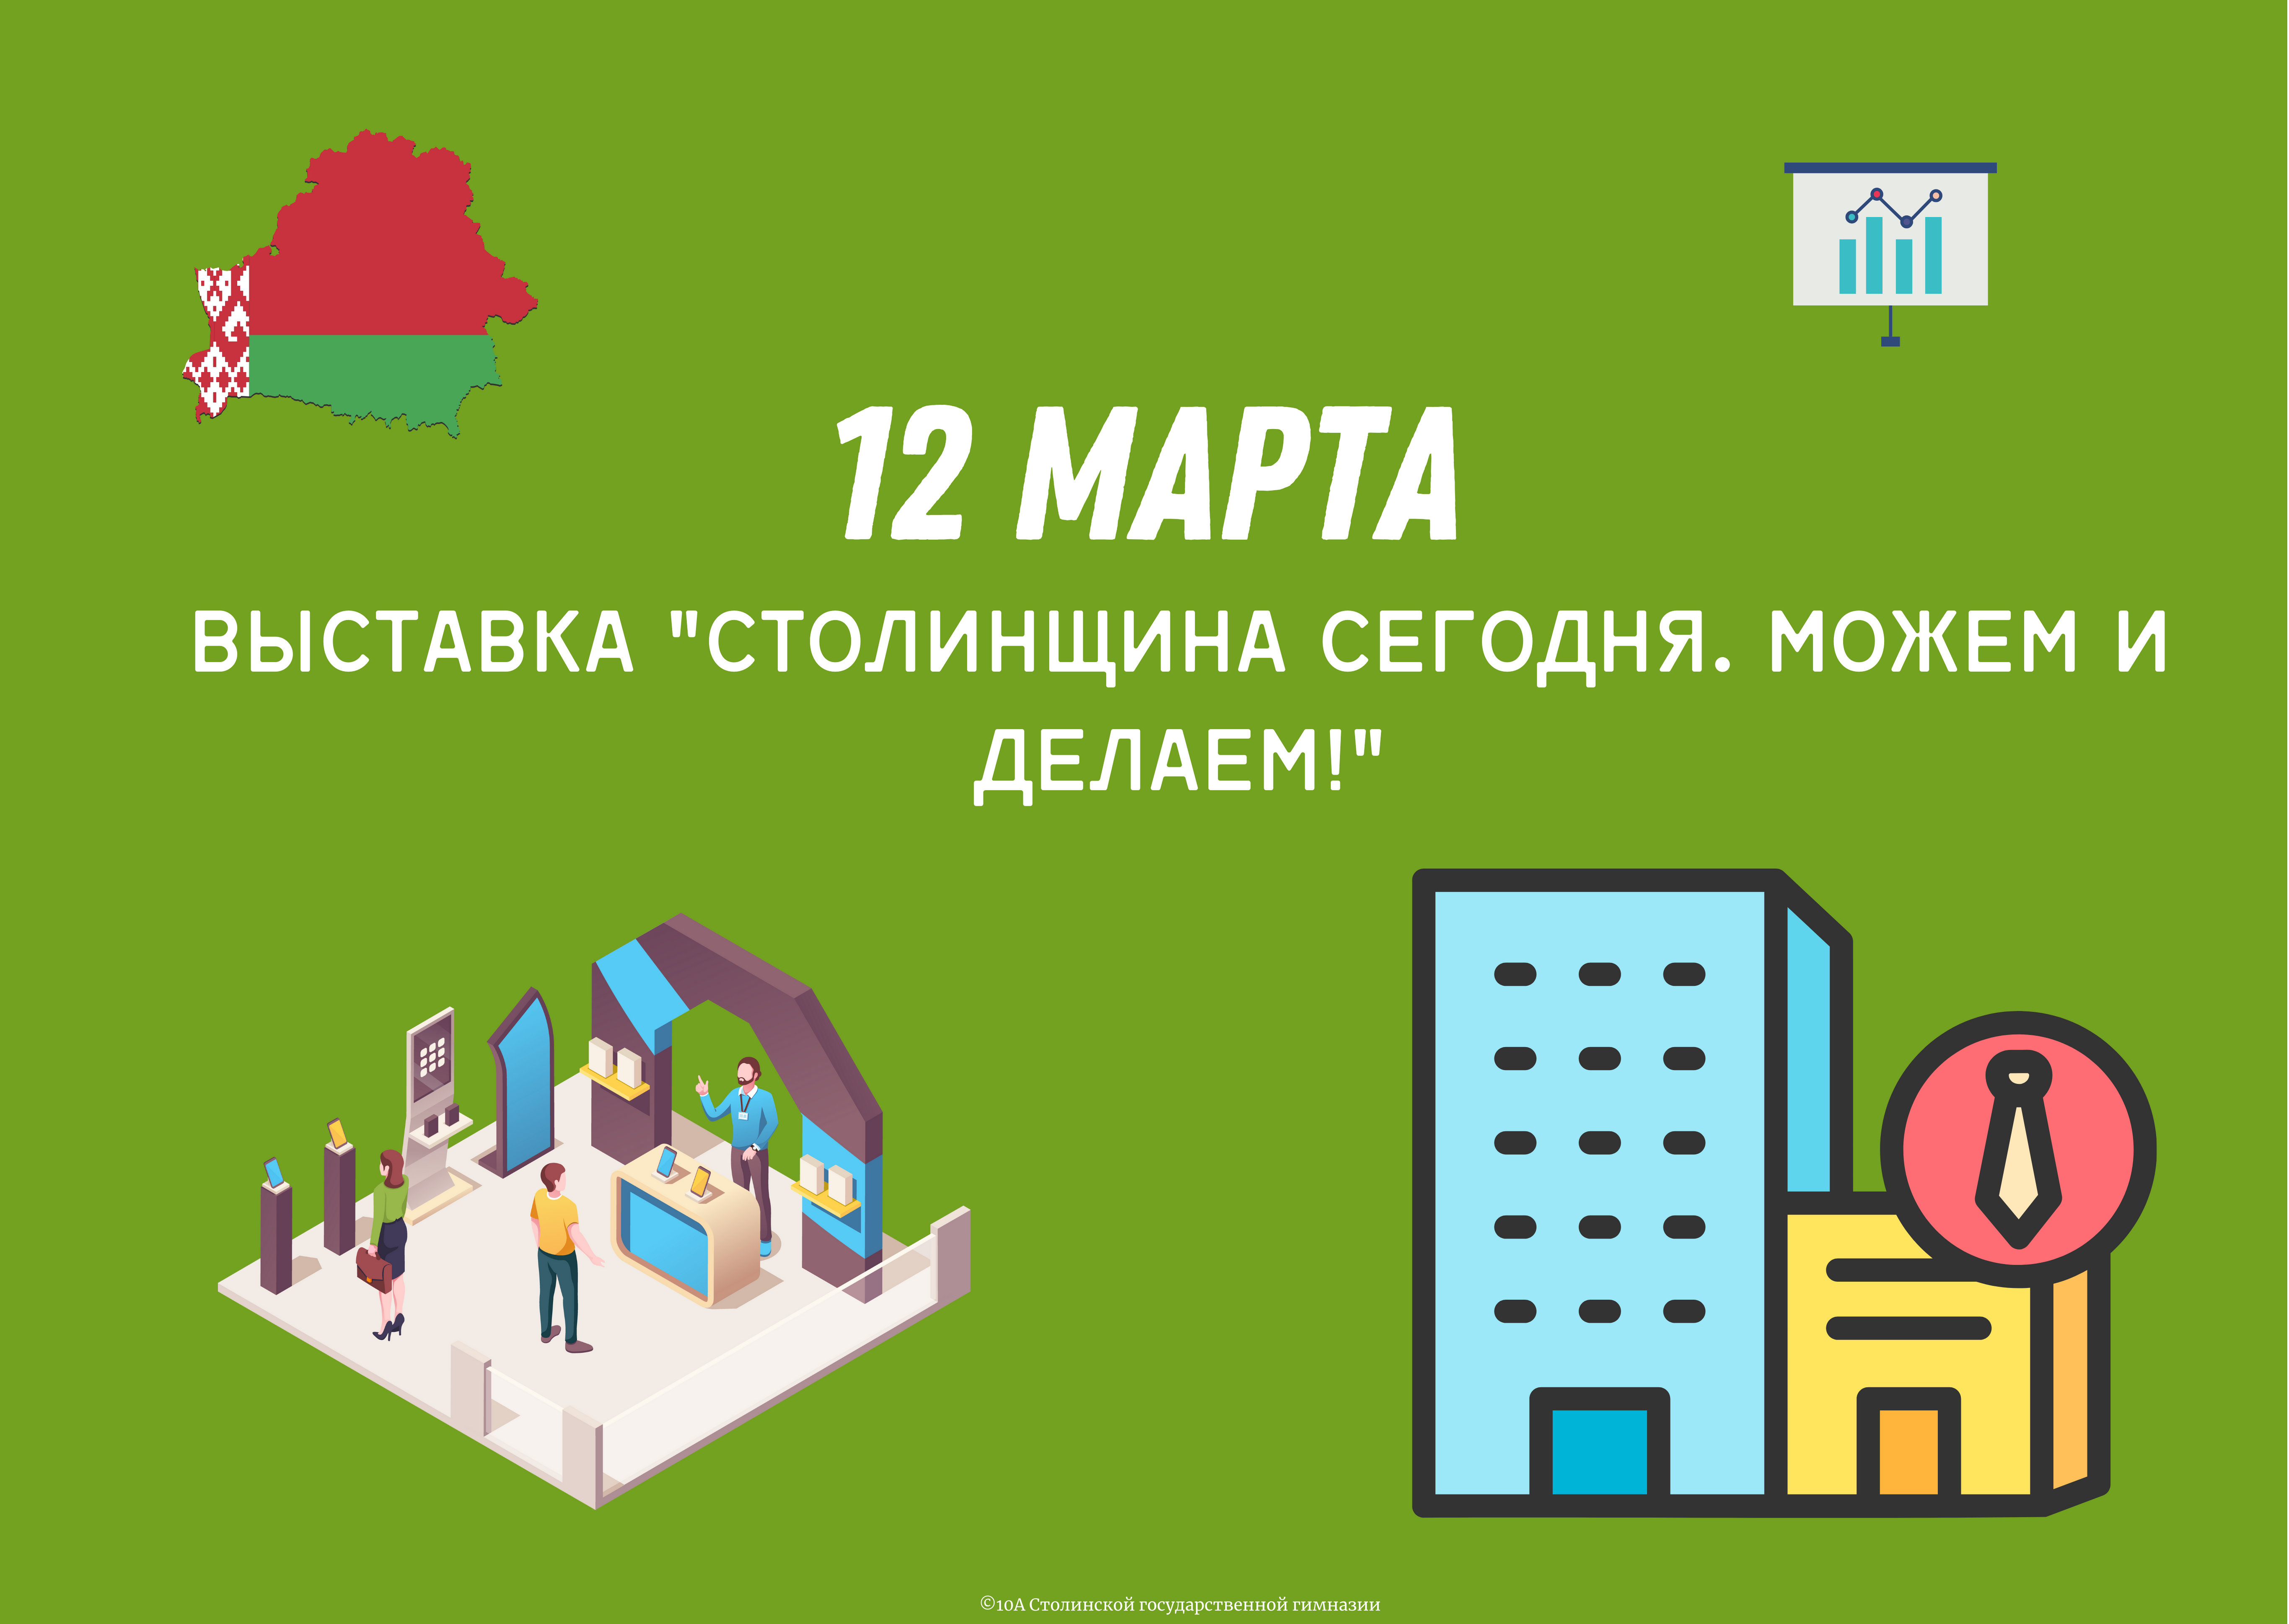 12 МАРТА
ВЫСТАВКА "СТОЛИНЩИНА СЕГОДНЯ. МОЖЕМ И
ДЕЛАЕМ!"
©10А Столинской государственной гимназии